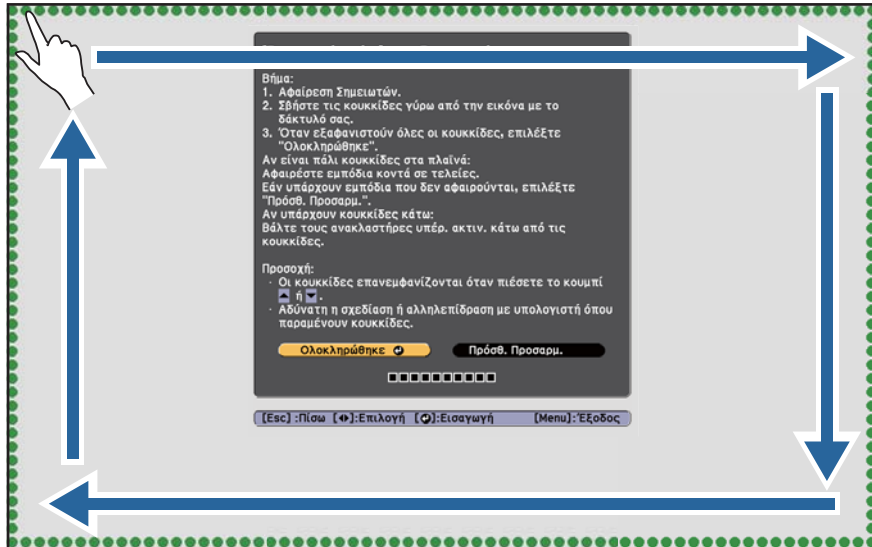 Βήμα:
1. Αφαίρεση Σημειωτών.
2. Σβήστε τις κουκκίδες γύρω από την εικόνα με το
δάκτυλό σας.
3. Όταν εξαφανιστούν όλες οι κουκκίδες, επιλέξτε
"Ολοκληρώθηκε".
Αν είναι πάλι κουκκίδες στα πλαϊνά:
Αφαιρέστε εμπόδια κοντά σε τελείες.
Εάν υπάρχουν εμπόδια που δεν αφαιρούνται, επιλέξτε
"Πρόσθ. Προσαρμ.".
Αν υπάρχουν κουκκίδες κάτω:
Βάλτε τους ανακλαστήρες υπέρ. ακτιν. κάτω από τις
κουκκίδες.
Προσοχή:
· Οι κουκκίδες επανεμφανίζονται όταν πιέσετε το κουμπί
▲ ή ▼.
· Αδύνατη η σχεδίαση ή αλληλεπίδραση με υπολογιστή όπου
παραμένουν κουκκίδες.
Ολοκληρώθηκε Πρόσθ. Προσαρμ.
[Esc] :Πίσω [◄►]:Επιλογή [↵]:Εισαγωγή [Menu]:Έξοδος